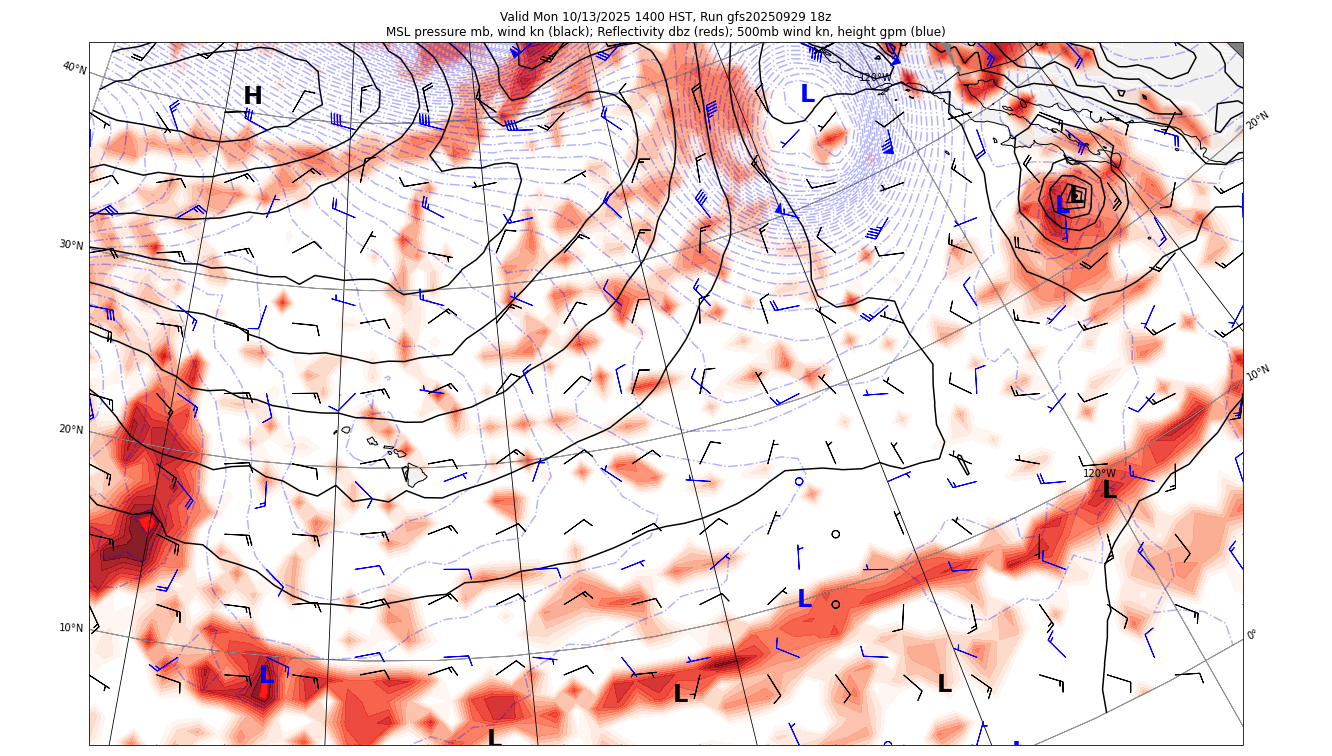 Valid Mon 10/13/2025 1400 HST, Run gfs20250929 18z
MSL pressure mb, wind kn (black); Reflectivity dbz (reds); 500mb wind kn, height gpm (blue)
40°N
120°W
H
L
20°N
L
L
30°N
10°N
20°N
120°W
L
L
10°N
0°
L
L
L
L